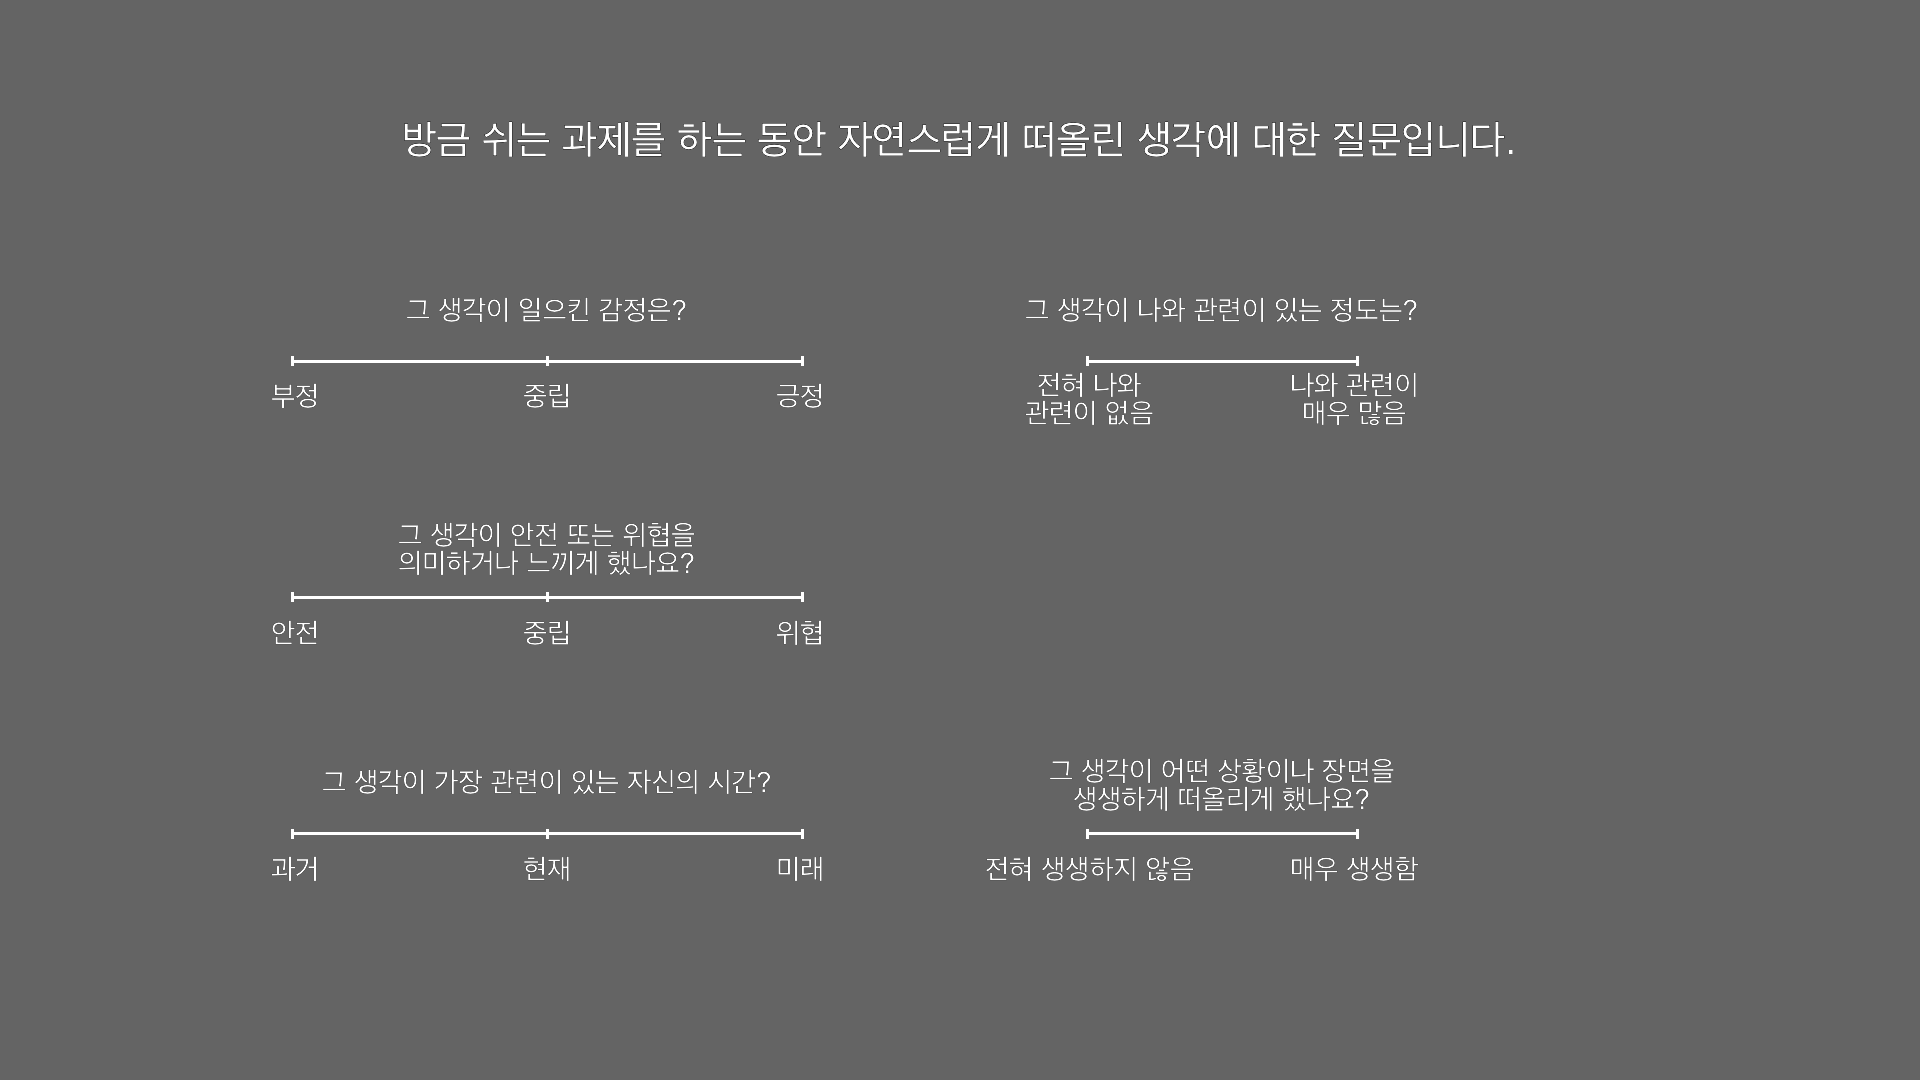 방금 쉬는 과제를 하는 동안 자연스럽게 떠올린 생각에 대한 질문입니다.
그 생각이 일으킨 감정은?
부정 중립 긍정
그 생각이 나와 관련이 있는 정도는?
전혀 나와
관련이 없음
나와 관련이
매우 많음
그 생각이 안전 또는 위협을
의미하거나 느끼게 했나요?
안전 중립 위협
그 생각이 가장 관련이 있는 자신의 시간?
과거 현재 미래
그 생각이 어떤 상황이나 장면을
생생하게 떠올리게 했나요?
전혀 생생하지 않음 매우 생생함